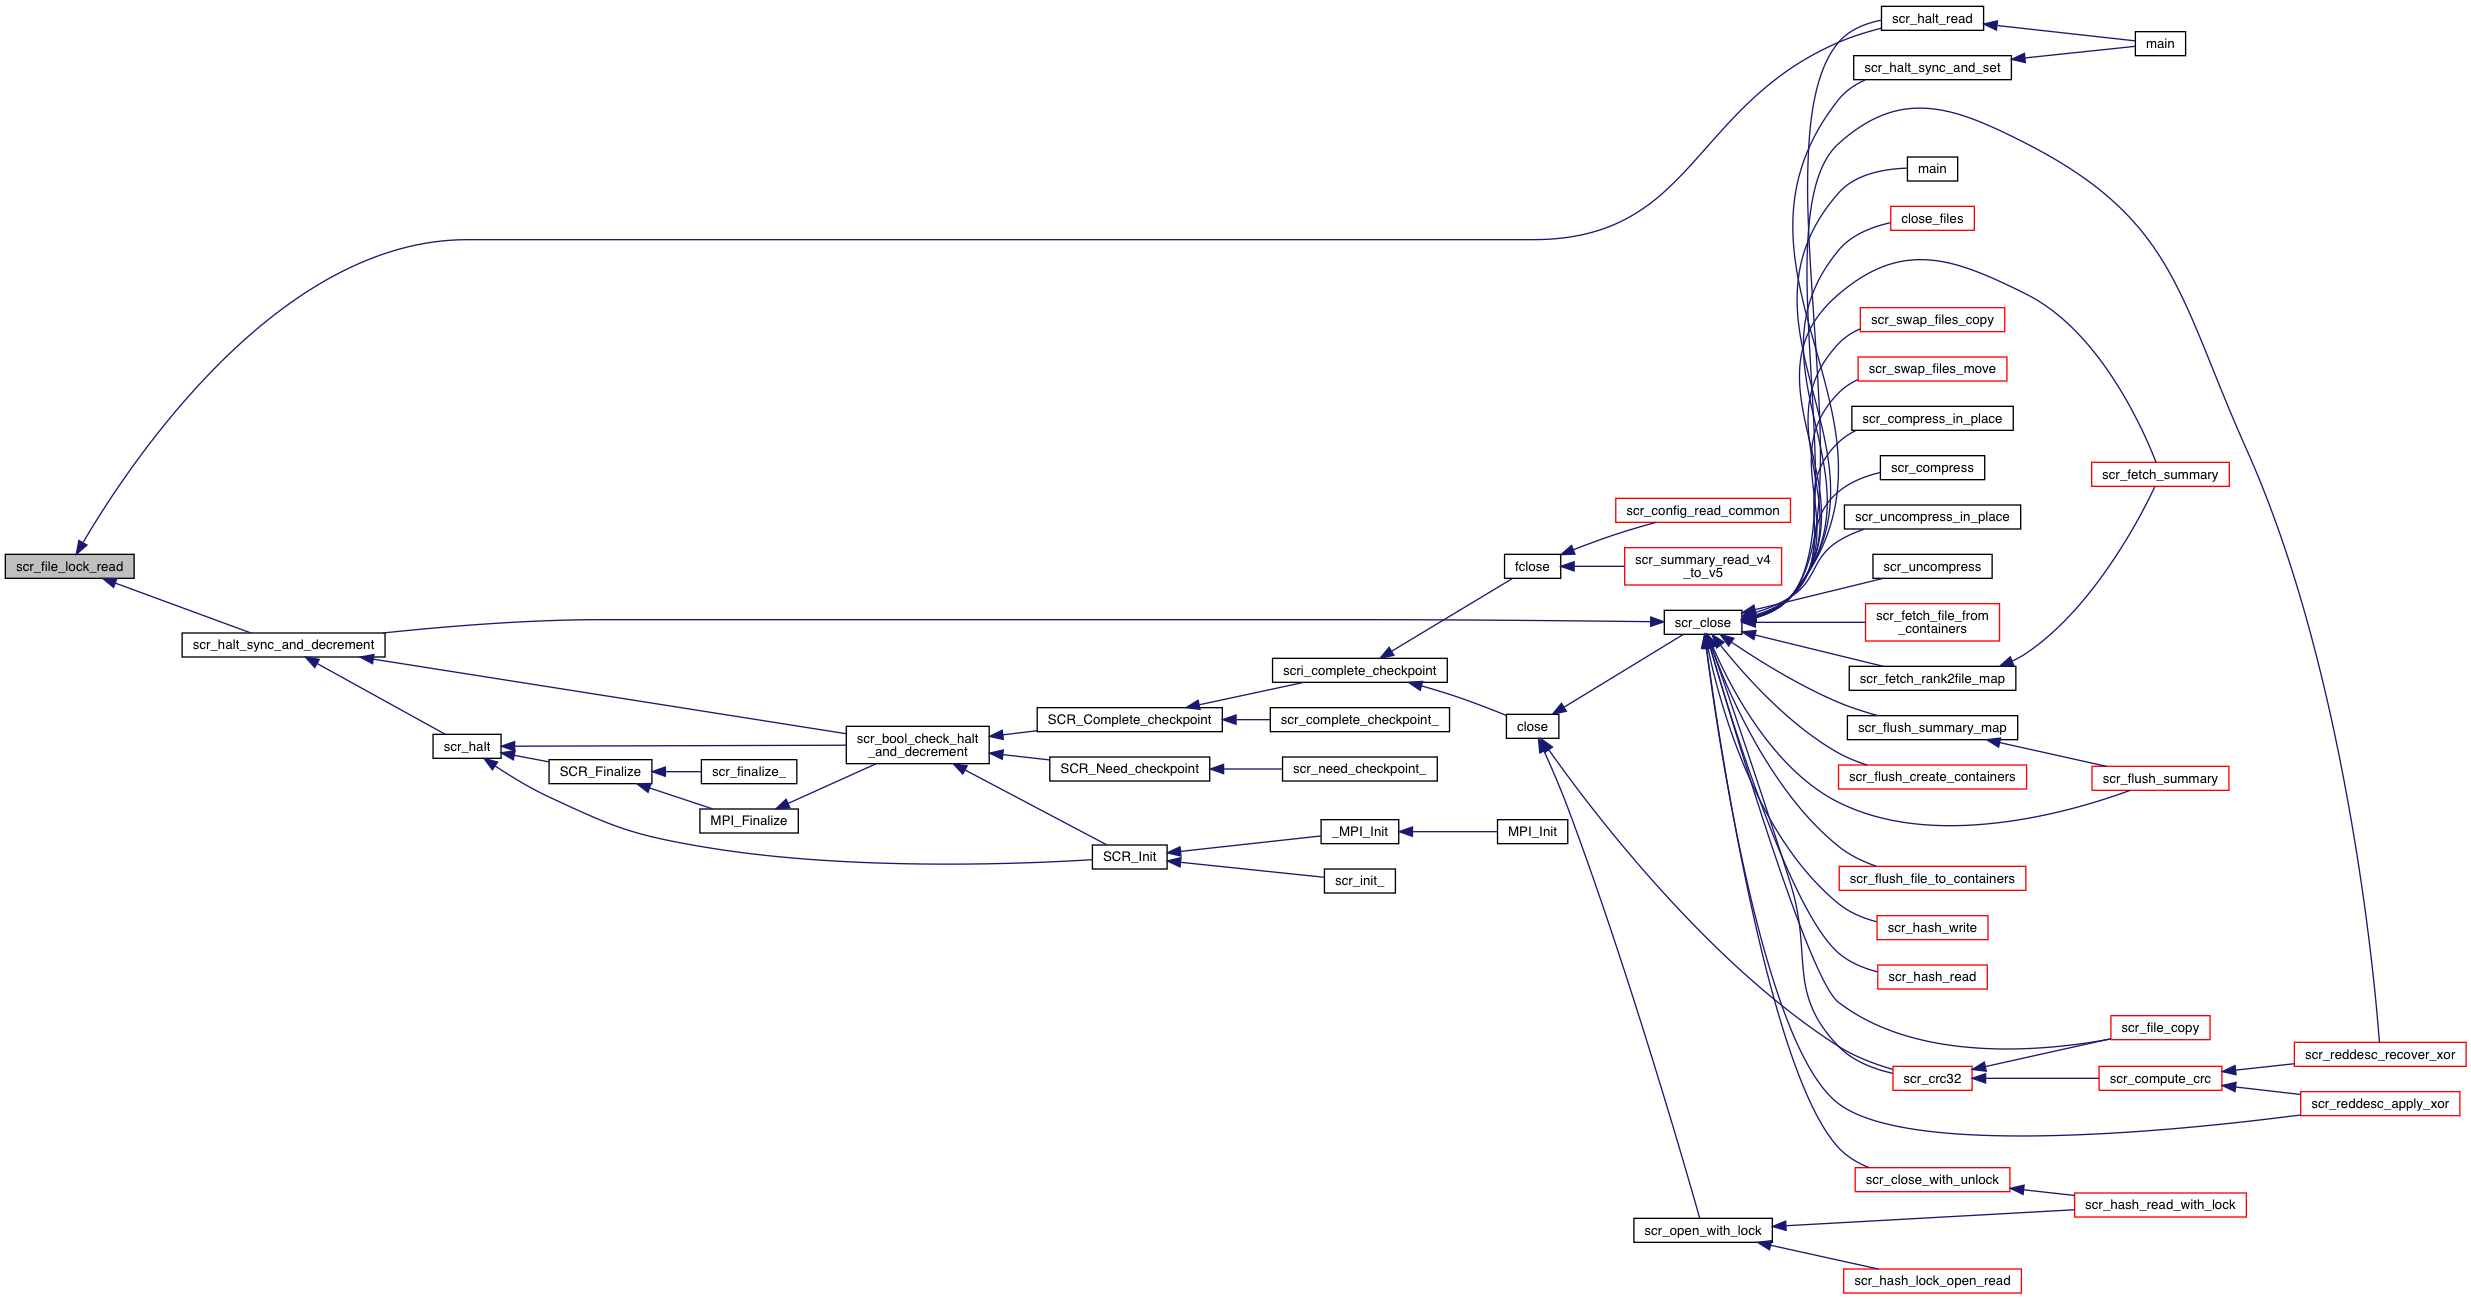 scr_halt_read
main
scr_halt_sync_and_set
main
close_files
scr_swap_files_copy
scr_swap_files_move
scr_compress_in_place
scr_compress
scr_fetch_summary
scr_config_read_common
scr_uncompress_in_place
scr_file_lock_read
fclose
scr_summary_read_v4
_to_v5
scr_uncompress
scr_close
scr_fetch_file_from
_containers
scr_halt_sync_and_decrement
scri_complete_checkpoint
scr_fetch_rank2file_map
SCR_Complete_checkpoint
scr_complete_checkpoint_
close
scr_flush_summary_map
scr_halt
scr_bool_check_halt
_and_decrement
SCR_Finalize
scr_finalize_
SCR_Need_checkpoint
scr_need_checkpoint_
scr_flush_create_containers
scr_flush_summary
MPI_Finalize
_MPI_Init
MPI_Init
SCR_Init
scr_init_
scr_flush_file_to_containers
scr_hash_write
scr_hash_read
scr_file_copy
scr_reddesc_recover_xor
scr_crc32
scr_compute_crc
scr_reddesc_apply_xor
scr_close_with_unlock
scr_hash_read_with_lock
scr_open_with_lock
scr_hash_lock_open_read